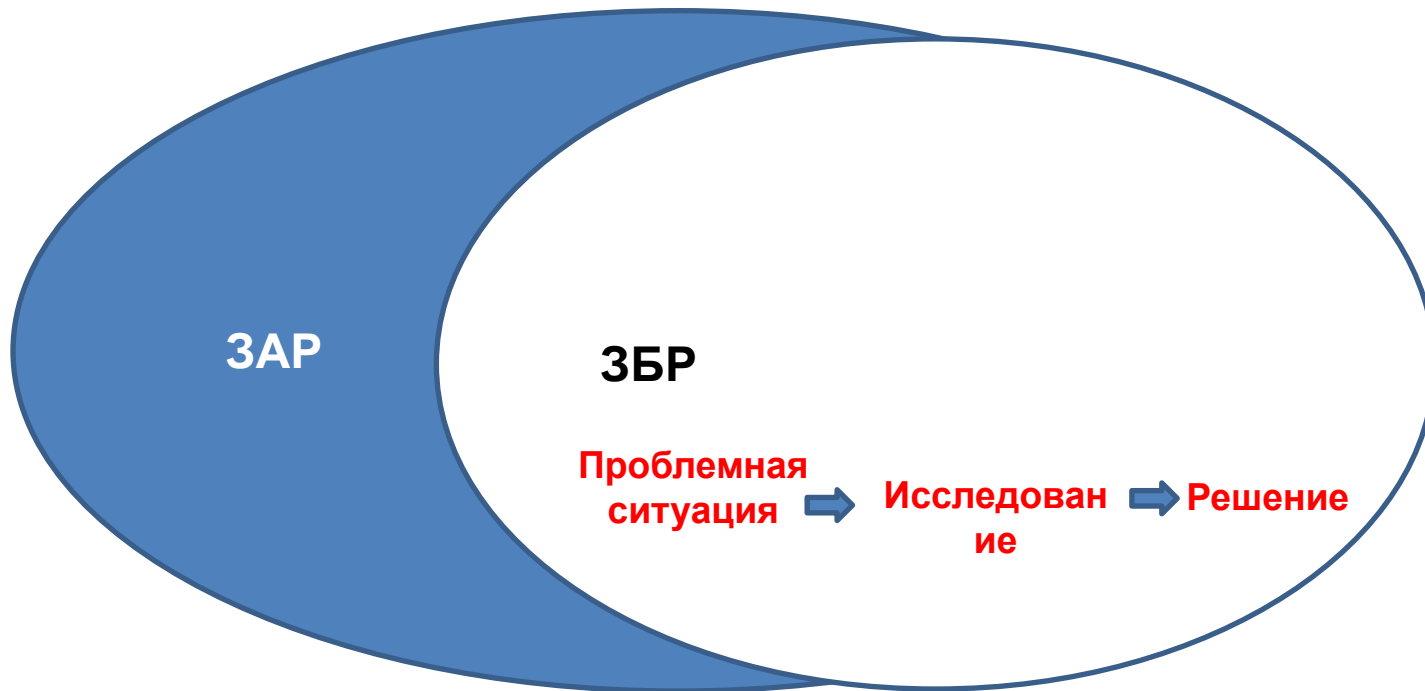 ЗАР
ЗБР
Проблемная
ситуация
Исследован
ие
Решение